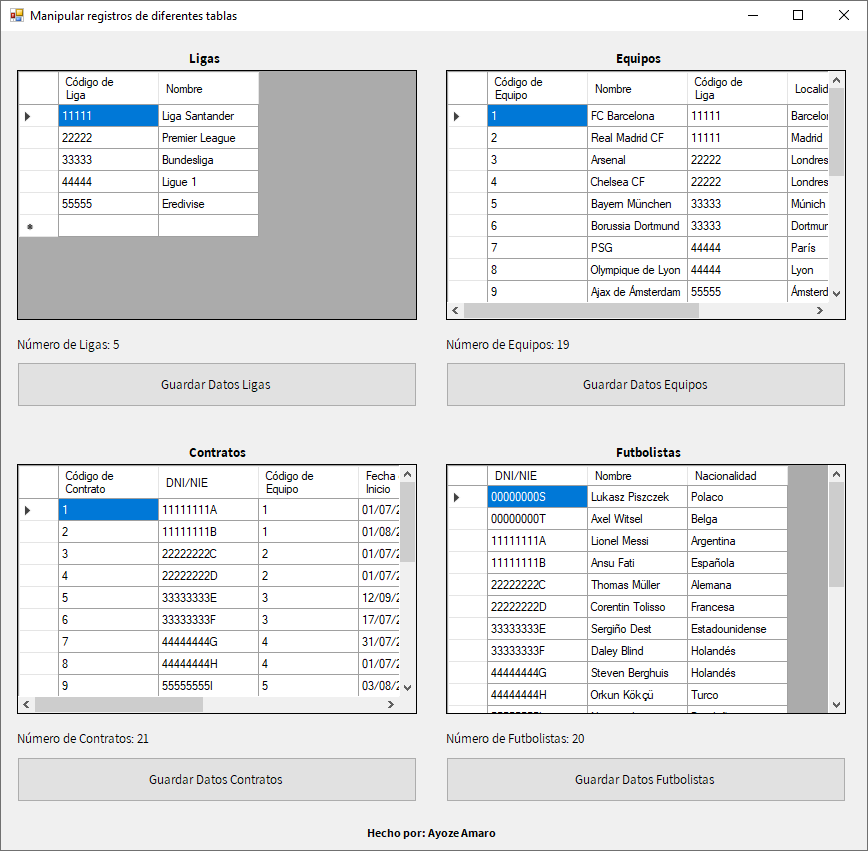 Manipular registros de diferentes tablas
Ligas
Código de Liga Nombre
11111 Liga Santander
22222 Premier League
33333 Bundesliga
44444 Ligue 1
55555 Eredivise
Número de Ligas: 5
Guardar Datos Ligas
Equipos
Código de Equipo Nombre Código de Liga Localid
1 FC Barcelona 11111 Barcelon
2 Real Madrid CF 11111 Madrid
3 Arsenal 22222 Londres
4 Chelsea CF 22222 Londres
5 Bayern München 33333 Múnich
6 Borussia Dortmund 33333 Dortmun
7 PSG 44444 París
8 Olympique de Lyon 44444 Lyon
9 Ajax de Ámsterdam 55555 Ámsterd
Número de Equipos: 19
Guardar Datos Equipos
Contratos
Código de Contrato DNI/NIE Código de Equipo Fecha Inicio
1 11111111A 1 01/07/2
2 11111111B 1 01/08/2
3 22222222C 2 01/07/2
4 22222222D 2 01/07/2
5 33333333E 3 12/09/2
6 33333333F 3 17/07/2
7 44444444G 4 31/07/2
8 44444444H 4 01/07/2
9 55555555I 5 03/08/2
Número de Contratos: 21
Guardar Datos Contratos
Futbolistas
DNI/NIE Nombre Nacionalidad
00000000S Lukasz Piszczek Polaco
00000000T Axel Witsel Belga
11111111A Lionel Messi Argentina
11111111B Ansu Fati Española
22222222C Thomas Müller Alemana
22222222D Corentin Tolisso Francesa
33333333E Sergiño Dest Estadounidense
33333333F Daley Blind Holandés
44444444G Steven Berghuis Holandés
44444444H Orkun Kökçü Turco
Número de Futbolistas: 20
Guardar Datos Futbolistas
Hecho por: Ayoze Amaro